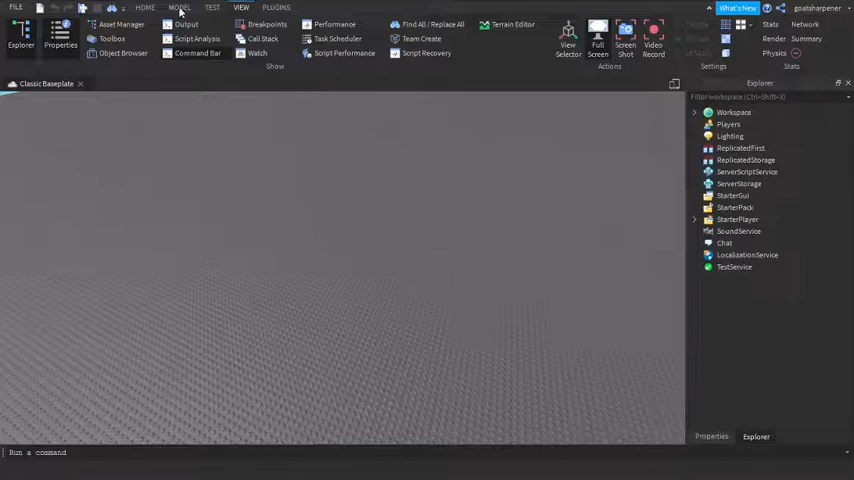 FILE HOME MODEL TEST VIEW PLUGINS What's New goatsharpener
Explorer
Properties
Asset Manager
Toolbox
Object Browser
Output
Script Analysis
Command Bar
Breakpoints
Call Stack
Watch
Performance
Task Scheduler
Script Performance
Find All / Replace All
Team Create
Script Recovery
Terrain Editor
Show
View
Selector
Full
Screen
Screen
Shot
Video
Record
Actions
Settings
Stats Network
Render Summary
Physics
Stats
Classic Baseplate
Explorer
Filter workspace (Ctrl+Shift+X)
Workspace
Players
Lighting
ReplicatedFirst
ReplicatedStorage
ServerScriptService
ServerStorage
StarterGui
StarterPack
StarterPlayer
SoundService
Chat
LocalizationService
TestService
Properties Explorer
Run a command